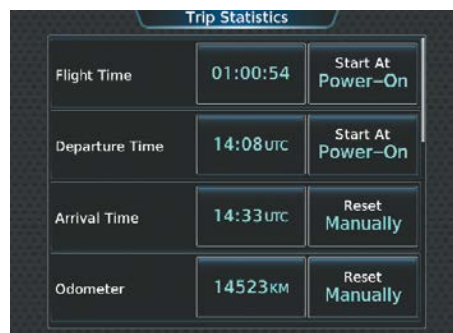 Trip Statistics
Flight Time 01:00:54 Start At
Power-On
Departure Time 14:08UTC Start At
Power-On
Arrival Time 14:33UTC Reset
Manually
Odometer 14523KM Reset
Manually